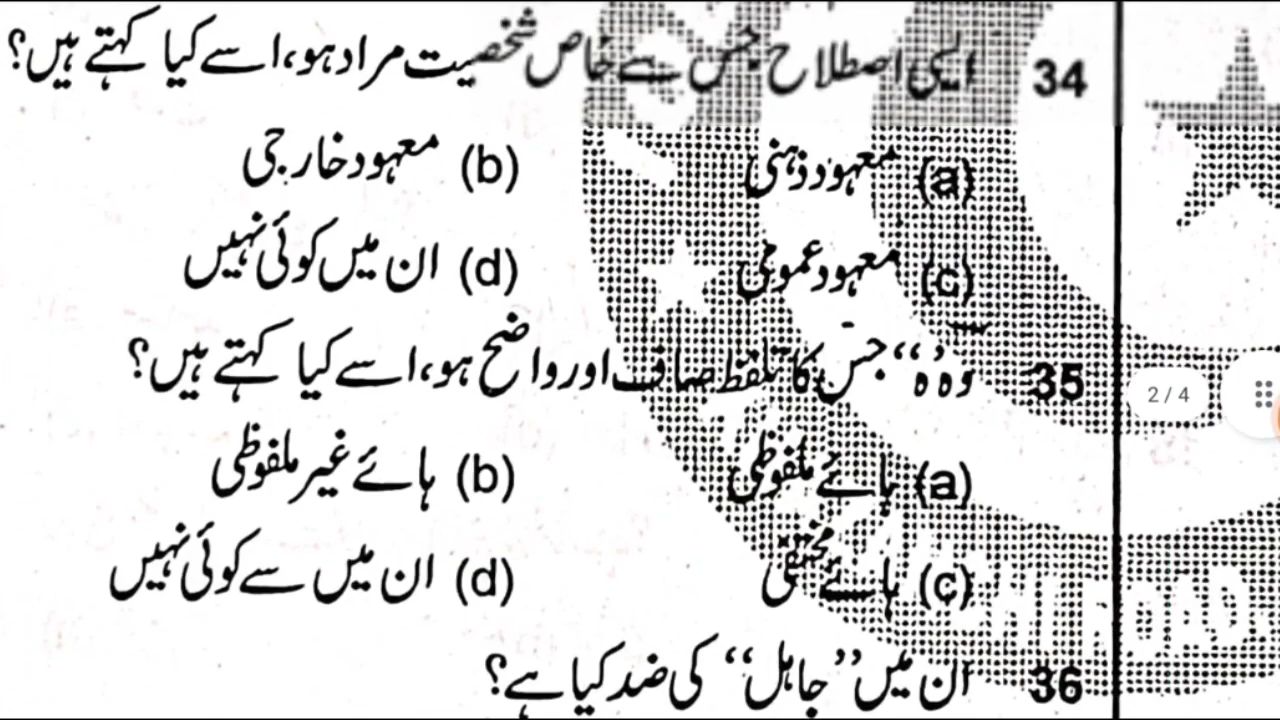 34 ایسی اصطلاح جس سے خاص شخصیت مراد ہو، اسے کیا کہتے ہیں؟
(a) معہود ذہنی (b) معہود خارجی
(c) معہود عمومی (d) ان میں کوئی نہیں
35 وہ ”ہ“ جس کا تلفظ صاف اور واضح ہو، اسے کیا کہتے ہیں؟
2 / 4
(a) ہائے ملفوظی (b) ہائے غیر ملفوظی
(c) ہائے مختفی (d) ان میں سے کوئی نہیں
ROAD
36 ان میں ”جاہل“ کی ضد کیا ہے؟